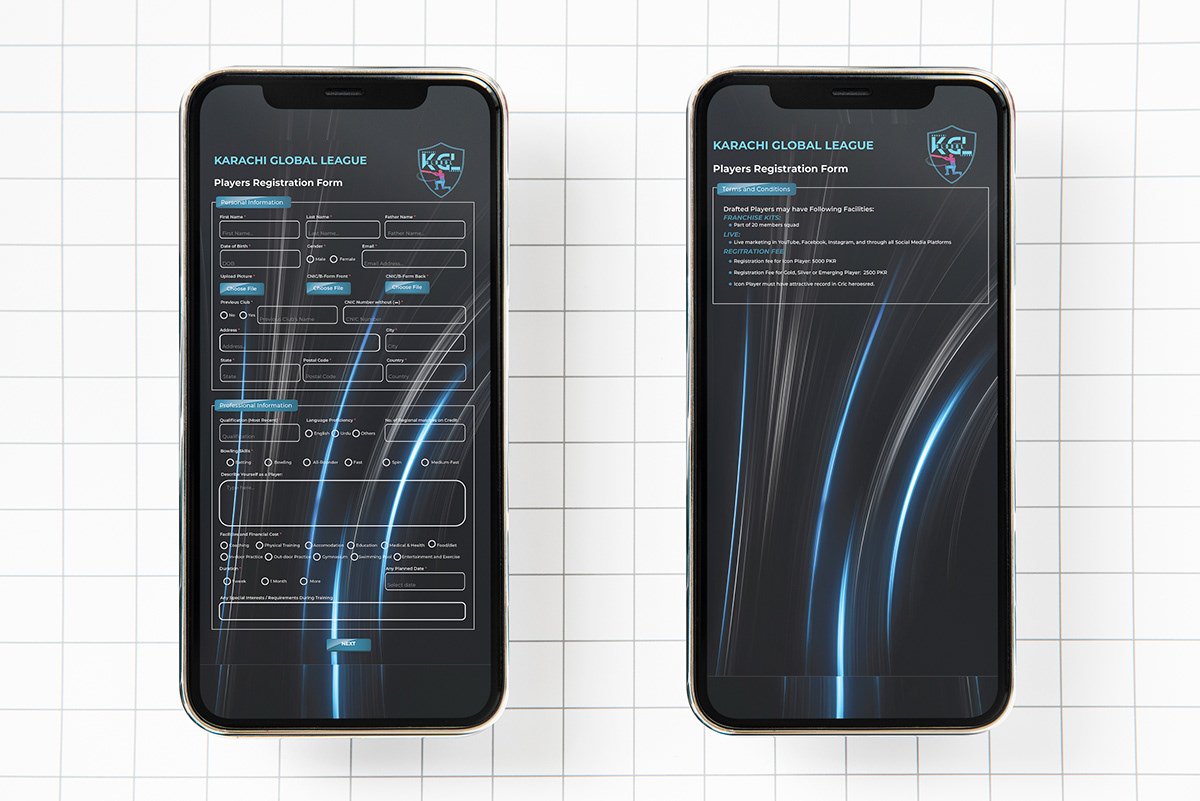 KARACHI GLOBAL LEAGUE
Players Registration Form
KGL
Personal Information
First Name * Last Name * Father Name *
First Name... Last Name... Father Name...
Date of Birth * Gender * Email *
DOB Male Female Email Address...
Upload Picture * CNIC/B-Form Front * CNIC/B-Form Back *
Choose File Choose File Choose File
Previous Club * CNIC Number without (-) *
No Yes Previous Club's Name CNIC Number
Address * City *
Address... City
State * Postal Code * Country *
State Postal Code Country
Professional Information
Qualification (Most Recent) Language Proficiency * No. of Regional matches on Credit:
Qualification English Urdu Others
Bowling Skills *
Batting Bowling All-Rounder Fast Spin Medium Fast
Describe Yourself as a Player:
Type here...
Facilities and Financial Cost *
Coaching Physical Training Accomodation Education Medical & Health Food/diet
In-door Practice Out-door Practice Gymnasium Swimming Pool Entertainment and Exercise
Duration * Any Planned Date *
1 week 1 Month More Select date
Any Special Interests / Requirements During Training
NEXT
KARACHI GLOBAL LEAGUE
Players Registration Form
KGL
Terms and Conditions
Drafted Players may have Following Facilities:
FRANCHISE KITS:
Part of 20 members squad
LIVE:
Live marketing in YouTube, Facebook, Instagram, and through all Social Media Platforms
REGITRATION FEE
Registration fee for Icon Player: 5000 PKR
Registration Fee for Gold, Silver or Emerging Player: 2500 PKR
Icon Player must have attractive record in Cric heroesred.